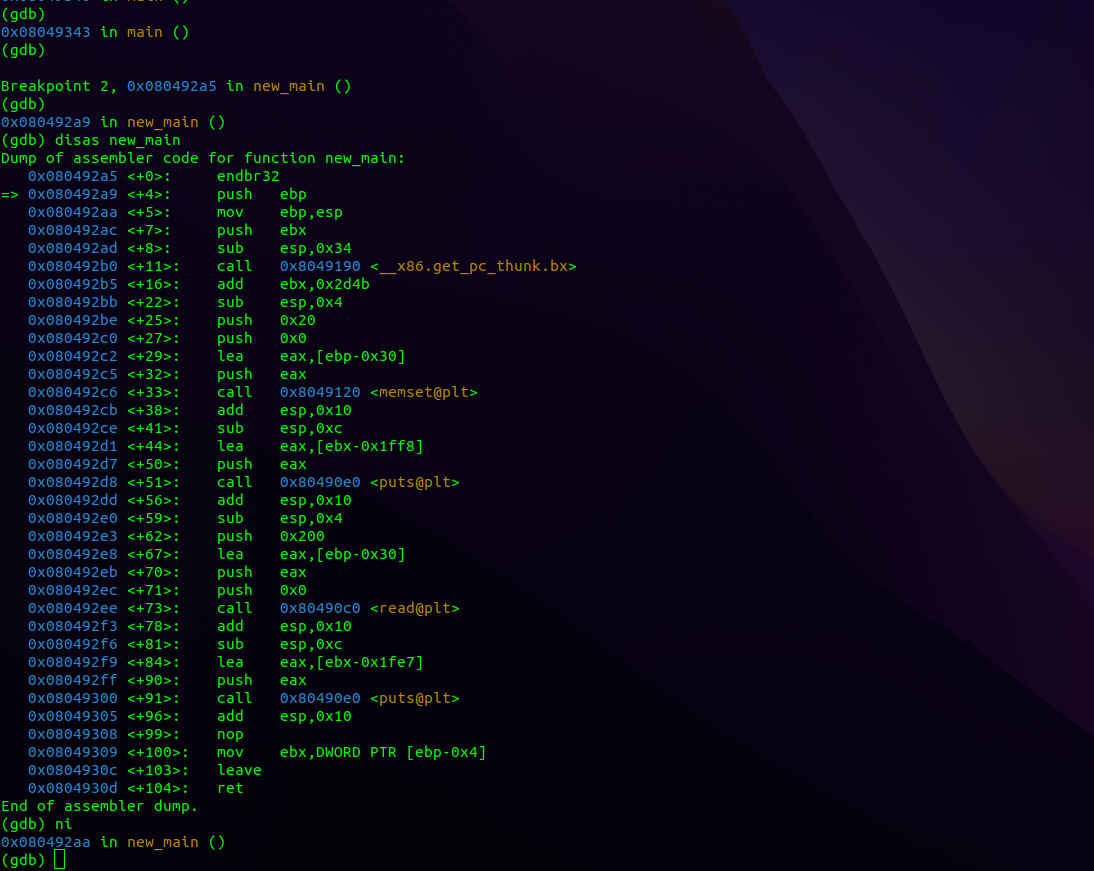 (gdb)
0x08049343 in main ()
(gdb)
Breakpoint 2, 0x080492a5 in new_main ()
(gdb)
0x080492a9 in new_main ()
(gdb) disas new_main
Dump of assembler code for function new_main:
   0x080492a5 <+0>:     endbr32
=> 0x080492a9 <+4>:     push   ebp
   0x080492aa <+5>:     mov    ebp,esp
   0x080492ac <+7>:     push   ebx
   0x080492ad <+8>:     sub    esp,0x34
   0x080492b0 <+11>:    call   0x8049190 <__x86.get_pc_thunk.bx>
   0x080492b5 <+16>:    add    ebx,0x2d4b
   0x080492bb <+22>:    sub    esp,0x4
   0x080492be <+25>:    push   0x20
   0x080492c0 <+27>:    push   0x0
   0x080492c2 <+29>:    lea    eax,[ebp-0x30]
   0x080492c5 <+32>:    push   eax
   0x080492c6 <+33>:    call   0x8049120 <memset@plt>
   0x080492cb <+38>:    add    esp,0x10
   0x080492ce <+41>:    sub    esp,0xc
   0x080492d1 <+44>:    lea    eax,[ebx-0x1ff8]
   0x080492d7 <+50>:    push   eax
   0x080492d8 <+51>:    call   0x80490e0 <puts@plt>
   0x080492dd <+56>:    add    esp,0x10
   0x080492e0 <+59>:    sub    esp,0x4
   0x080492e3 <+62>:    push   0x200
   0x080492e8 <+67>:    lea    eax,[ebp-0x30]
   0x080492eb <+70>:    push   eax
   0x080492ec <+71>:    push   0x0
   0x080492ee <+73>:    call   0x80490c0 <read@plt>
   0x080492f3 <+78>:    add    esp,0x10
   0x080492f6 <+81>:    sub    esp,0xc
   0x080492f9 <+84>:    lea    eax,[ebx-0x1fe7]
   0x080492ff <+90>:    push   eax
   0x08049300 <+91>:    call   0x80490e0 <puts@plt>
   0x08049305 <+96>:    add    esp,0x10
   0x08049308 <+99>:    nop
   0x08049309 <+100>:   mov    ebx,DWORD PTR [ebp-0x4]
   0x0804930c <+103>:   leave
   0x0804930d <+104>:   ret
End of assembler dump.
(gdb) ni
0x080492aa in new_main ()
(gdb)